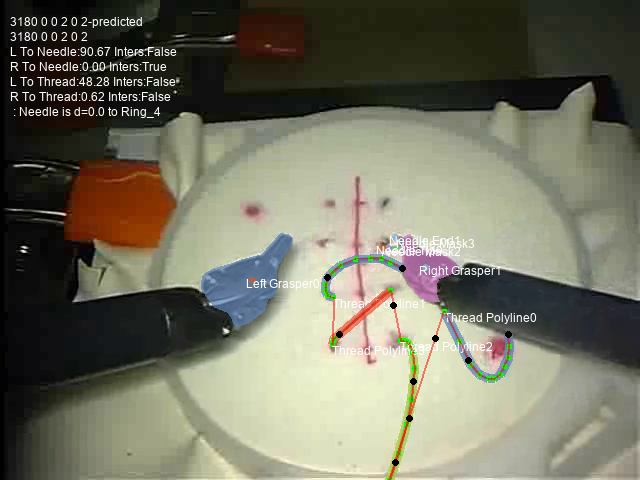 3180 0 0 2 0 2-predicted
3180 0 0 2 0 2
L To Needle:90.67 Inters:False
R To Needle:0.00 Inters:True
L To Thread:48.28 Inters:False
R To Thread:0.62 Inters:False
: Needle is d=0.0 to Ring_4
Needle End1
Right Grasper1
Left Grasper0
Thread Polyline0
Thread Polyline2